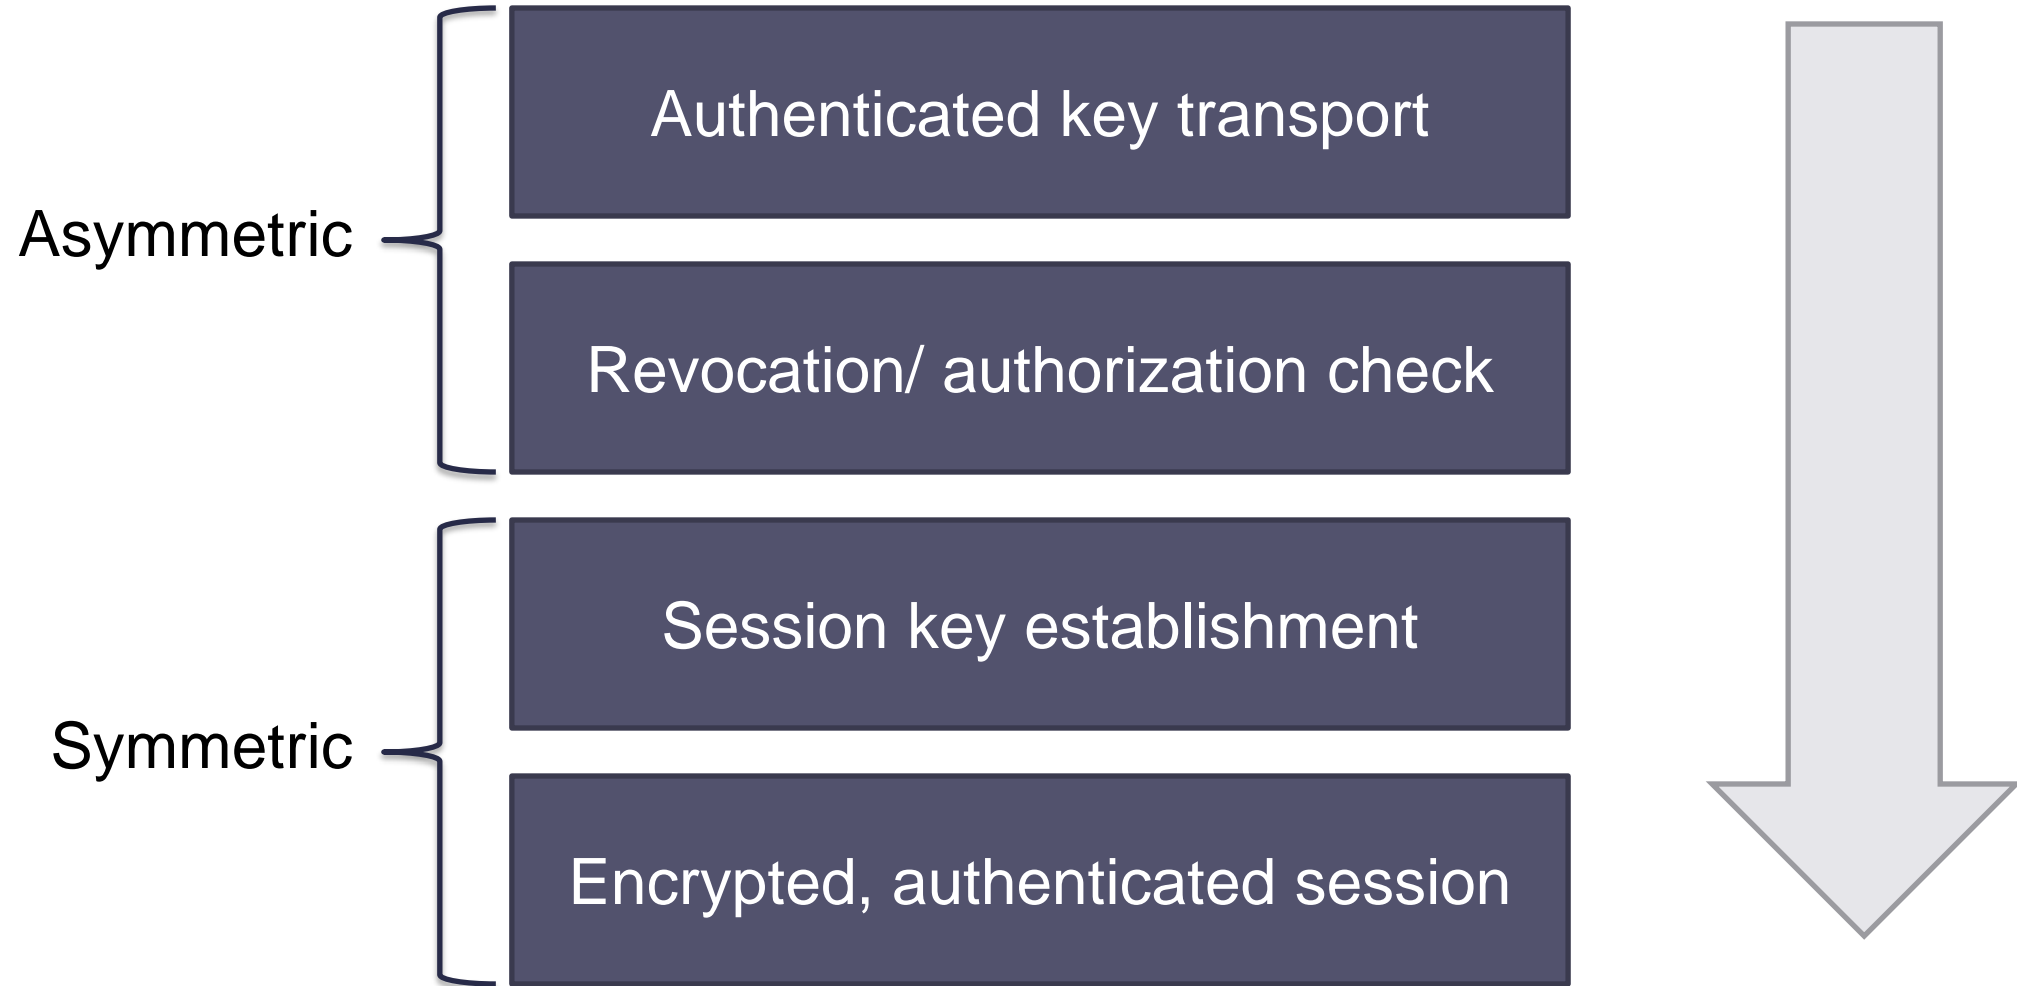 Asymmetric
Authenticated key transport
Revocation/ authorization check
Symmetric
Session key establishment
Encrypted, authenticated session